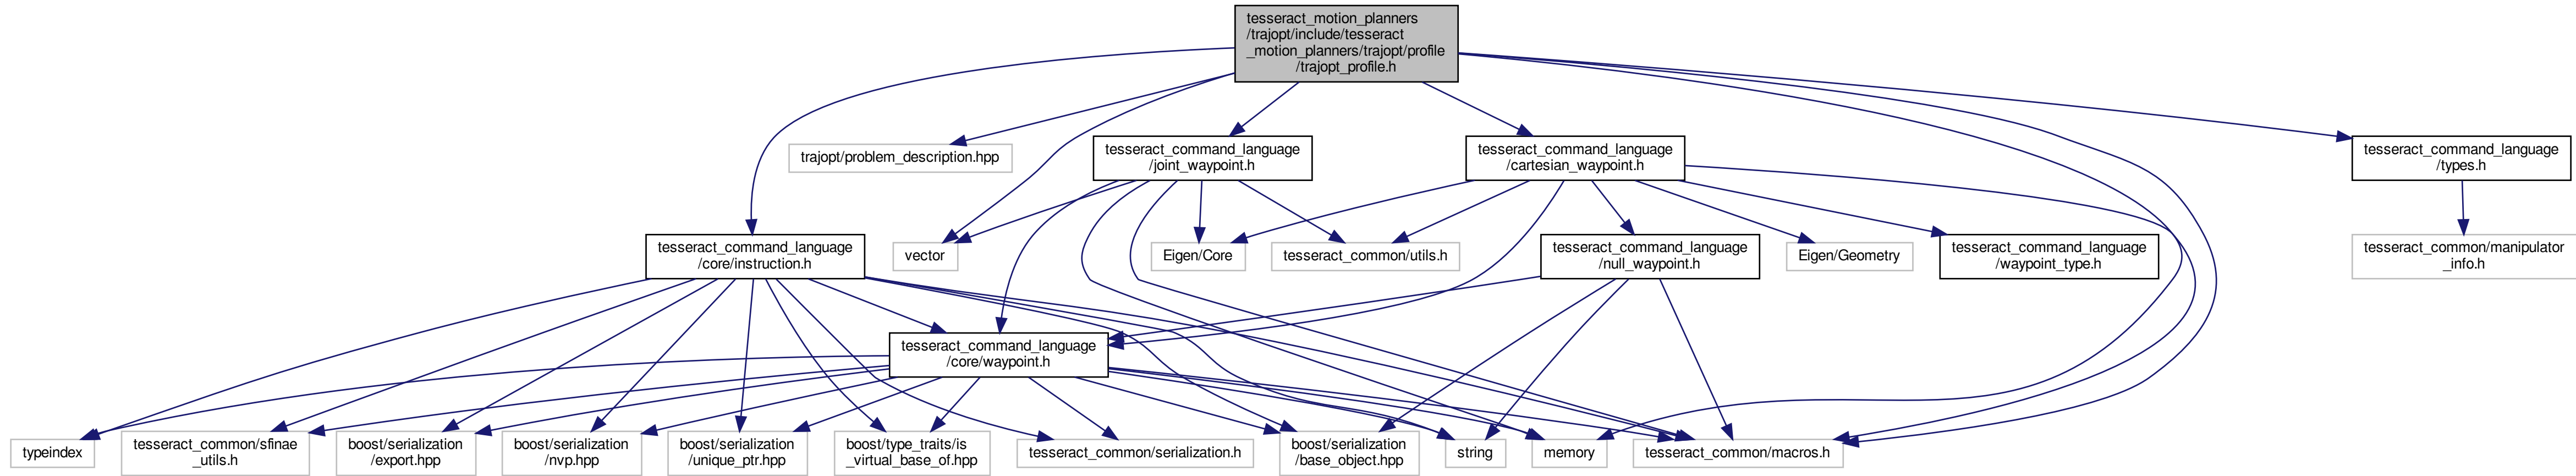 tesseract_motion_planners
/trajopt/include/tesseract
_motion_planners/trajopt/profile
/trajopt_profile.h
trajopt/problem_description.hpp
tesseract_command_language
/joint_waypoint.h
tesseract_command_language
/cartesian_waypoint.h
tesseract_command_language
/types.h
tesseract_command_language
/core/instruction.h
vector
Eigen/Core
tesseract_common/utils.h
tesseract_command_language
/null_waypoint.h
Eigen/Geometry
tesseract_command_language
/waypoint_type.h
tesseract_common/manipulator
_info.h
tesseract_command_language
/core/waypoint.h
typeindex
tesseract_common/sfinae
_utils.h
boost/serialization
/export.hpp
boost/serialization
/nvp.hpp
boost/serialization
/unique_ptr.hpp
boost/type_traits/is
_virtual_base_of.hpp
tesseract_common/serialization.h
boost/serialization
/base_object.hpp
string
memory
tesseract_common/macros.h